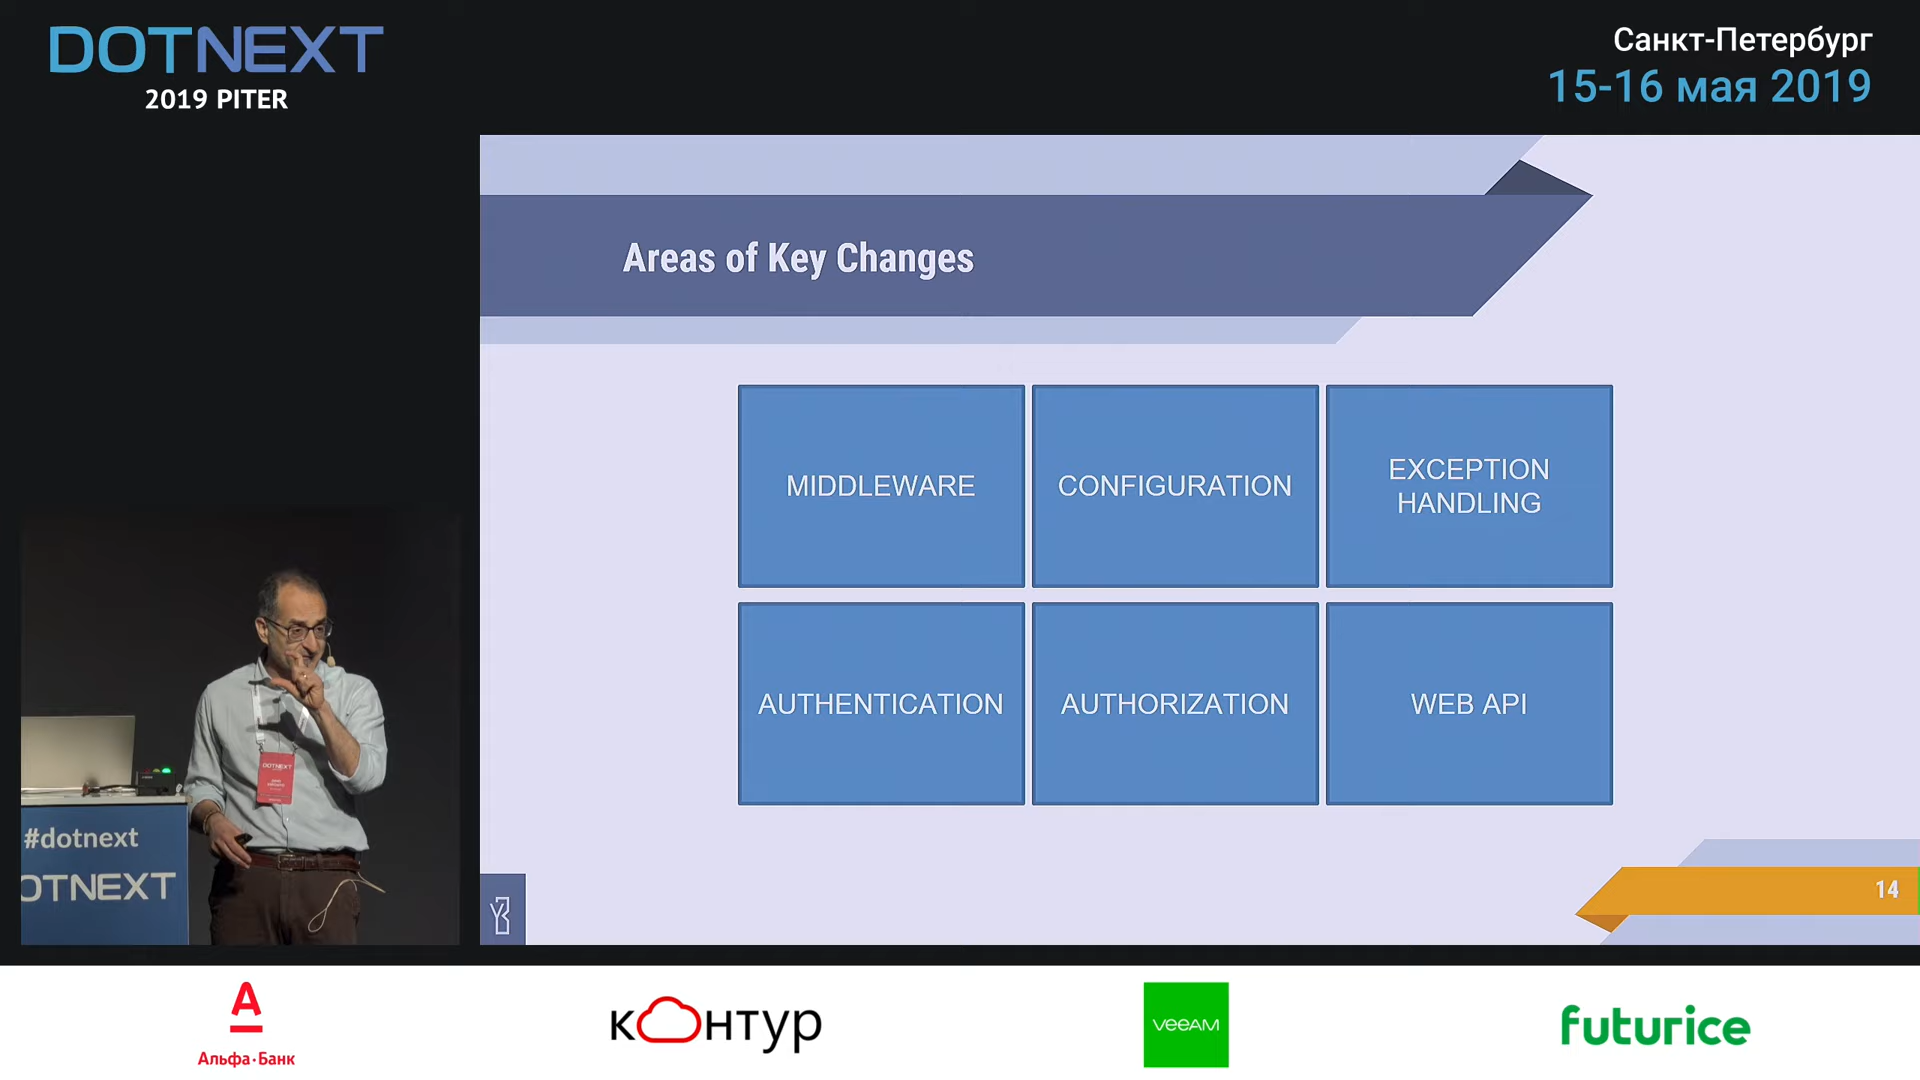 DOTNEXT
2019 PITER
Санкт-Петербург
15-16 мая 2019
Areas of Key Changes
MIDDLEWARE
CONFIGURATION
EXCEPTION
HANDLING
AUTHENTICATION
AUTHORIZATION
WEB API
14
DOTNEXT
#dotnext
OTNEXT
Альфа·Банк
контур
veeAM
futurice